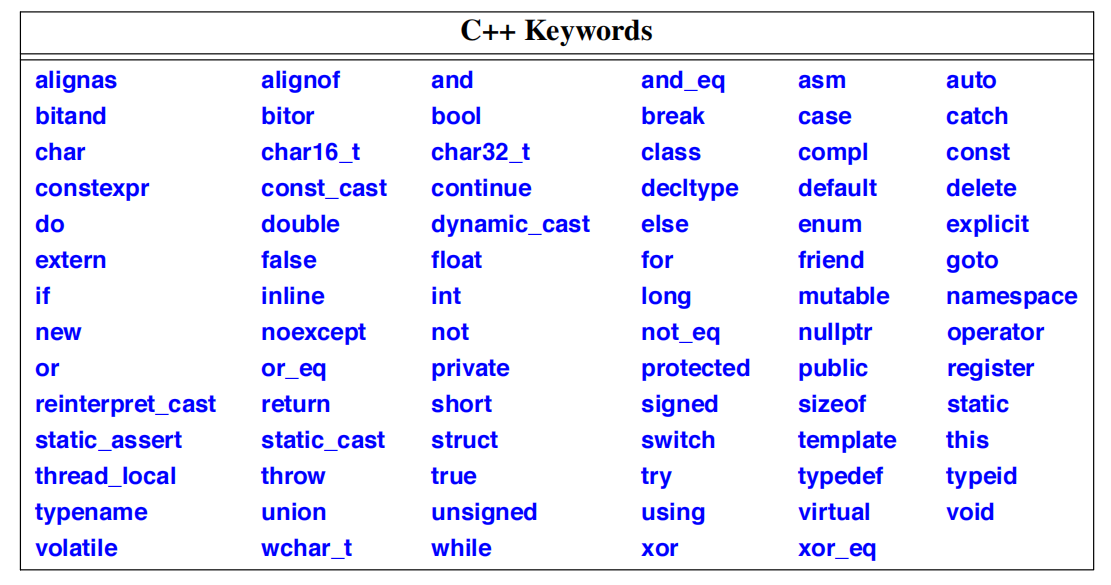 C++ Keywords
alignas alignof and and_eq asm auto
bitand bitor bool break case catch
char char16_t char32_t class compl const
constexpr const_cast continue decltype default delete
do double dynamic_cast else enum explicit
extern false float for friend goto
if inline int long mutable namespace
new noexcept not not_eq nullptr operator
or or_eq private protected public register
reinterpret_cast return short signed sizeof static
static_assert static_cast struct switch template this
thread_local throw true try typedef typeid
typename union unsigned using virtual void
volatile wchar_t while xor xor_eq